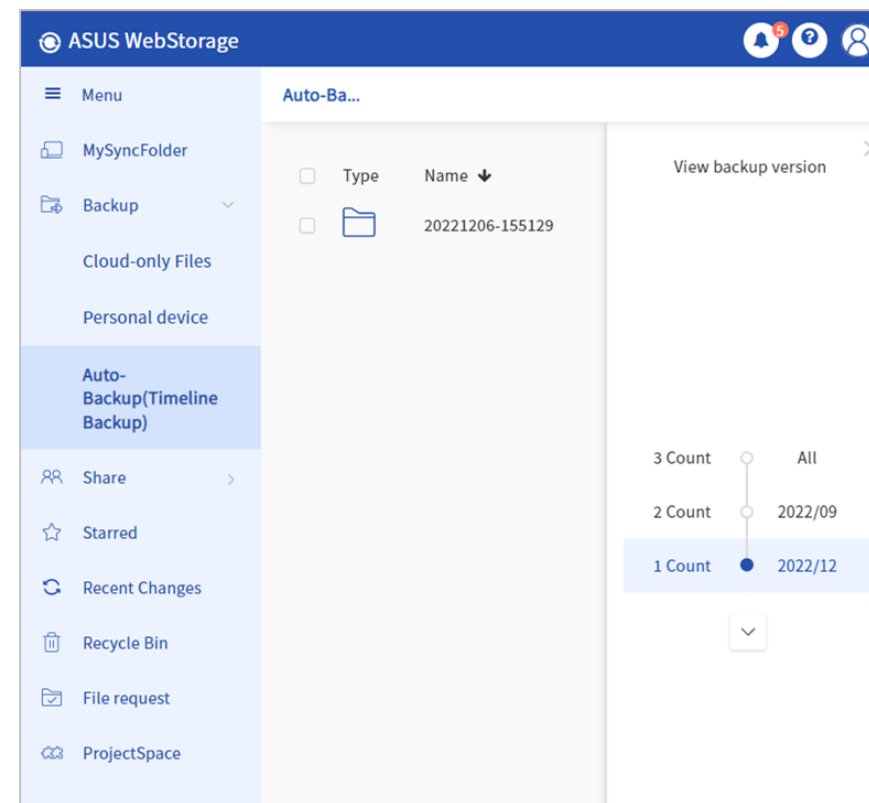 ASUS WebStorage
5
?
Menu
Auto-Ba...
MySyncFolder
Backup
Cloud-only Files
Personal device
Auto-
Backup(Timeline
Backup)
Share
Starred
Recent Changes
Recycle Bin
File request
ProjectSpace
Type Name
20221206-155129
View backup version
3 Count All
2 Count 2022/09
1 Count 2022/12